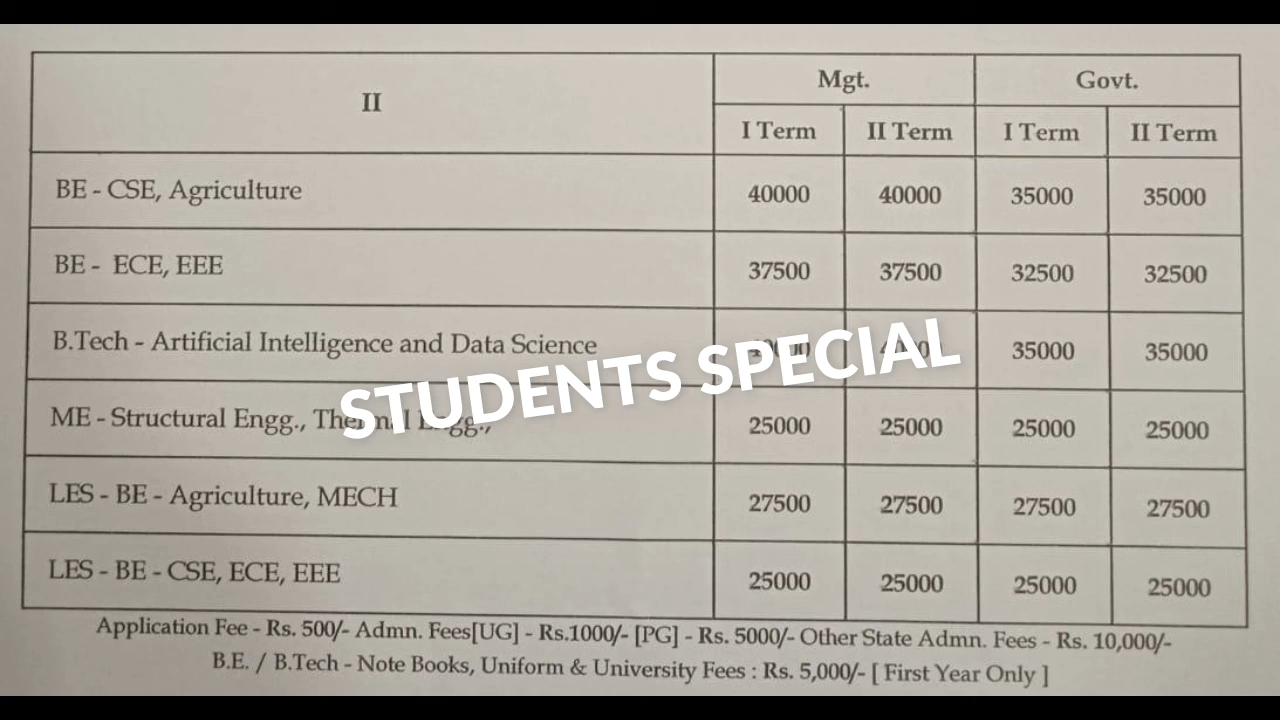 II Mgt. Govt.
I Term II Term I Term II Term
BE - CSE, Agriculture 40000 40000 35000 35000
BE - ECE, EEE 37500 37500 32500 32500
B.Tech - Artificial Intelligence and Data Science 35000 35000
STUDENTS SPECIAL
ME - Structural Engg., Thermal Engg., 25000 25000 25000 25000
LES - BE - Agriculture, MECH 27500 27500 27500 27500
LES - BE - CSE, ECE, EEE 25000 25000 25000 25000
Application Fee - Rs. 500/- Admn. Fees[UG] - Rs.1000/- [PG] - Rs. 5000/- Other State Admn. Fees - Rs. 10,000/-
B.E. / B.Tech - Note Books, Uniform & University Fees : Rs. 5,000/- [ First Year Only ]